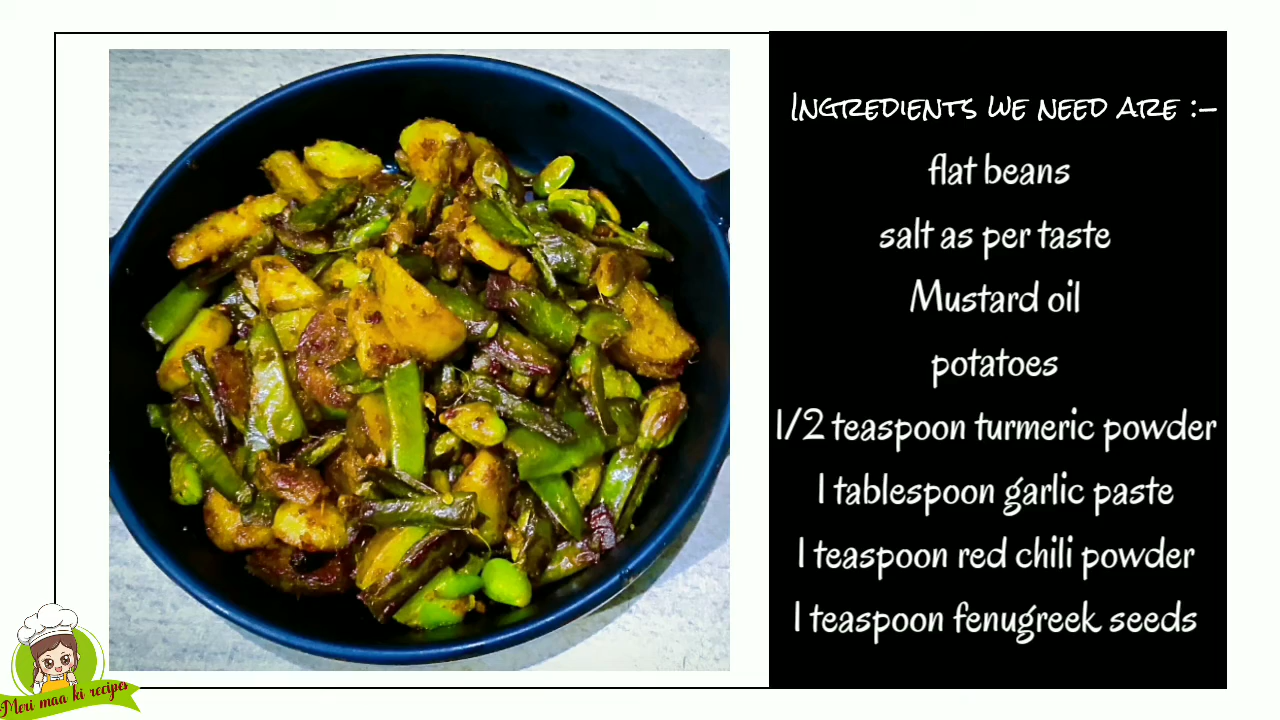 Ingredients we need are :-
flat beans
salt as per taste
Mustard oil
potatoes
1/2 teaspoon turmeric powder
1 tablespoon garlic paste
1 teaspoon red chili powder
1 teaspoon fenugreek seeds
Meri maa ki recipes